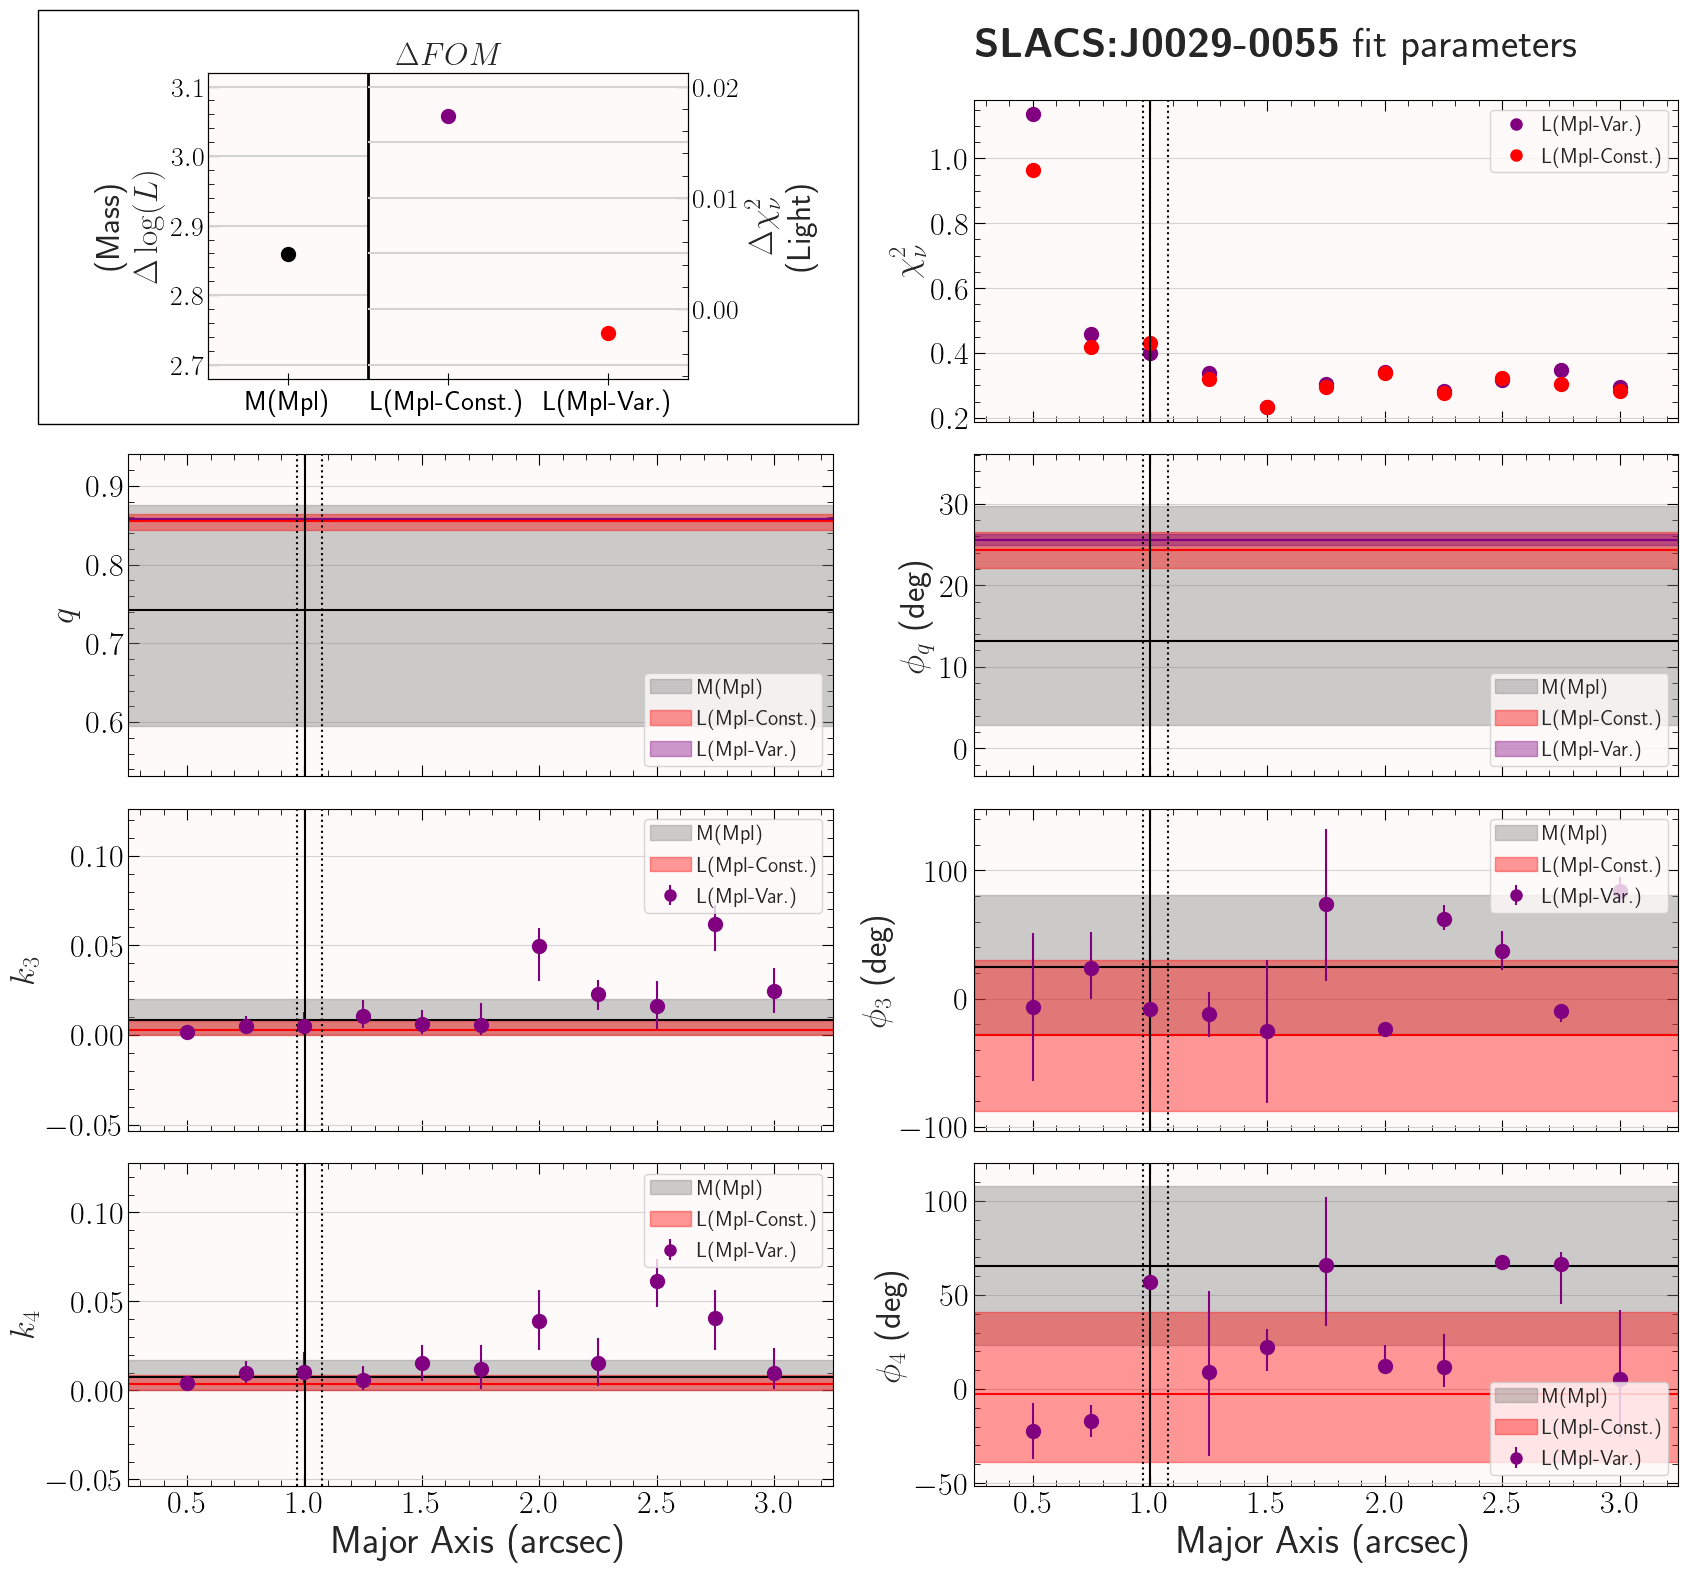 SLACS:J0029-0055 fit parameters
ΔFOM
(Mass)
Δ log(L)
3.1
3.0
2.9
2.8
2.7
0.02
0.01
0.00
Δχ²ᵥ
(Light)
M(Mpl)
L(Mpl-Const.)
L(Mpl-Var.)
χ²ᵥ
1.0
0.8
0.6
0.4
0.2
L(Mpl-Var.)
L(Mpl-Const.)
q
0.9
0.8
0.7
0.6
M(Mpl)
L(Mpl-Const.)
L(Mpl-Var.)
ϕq (deg)
30
20
10
0
M(Mpl)
L(Mpl-Const.)
L(Mpl-Var.)
k₃
0.10
0.05
0.00
−0.05
M(Mpl)
L(Mpl-Const.)
L(Mpl-Var.)
ϕ₃ (deg)
100
0
−100
M(Mpl)
L(Mpl-Const.)
L(Mpl-Var.)
k₄
0.10
0.05
0.00
−0.05
M(Mpl)
L(Mpl-Const.)
L(Mpl-Var.)
0.5 1.0 1.5 2.0 2.5 3.0
Major Axis (arcsec)
ϕ₄ (deg)
100
50
0
−50
M(Mpl)
L(Mpl-Const.)
L(Mpl-Var.)
0.5 1.0 1.5 2.0 2.5 3.0
Major Axis (arcsec)